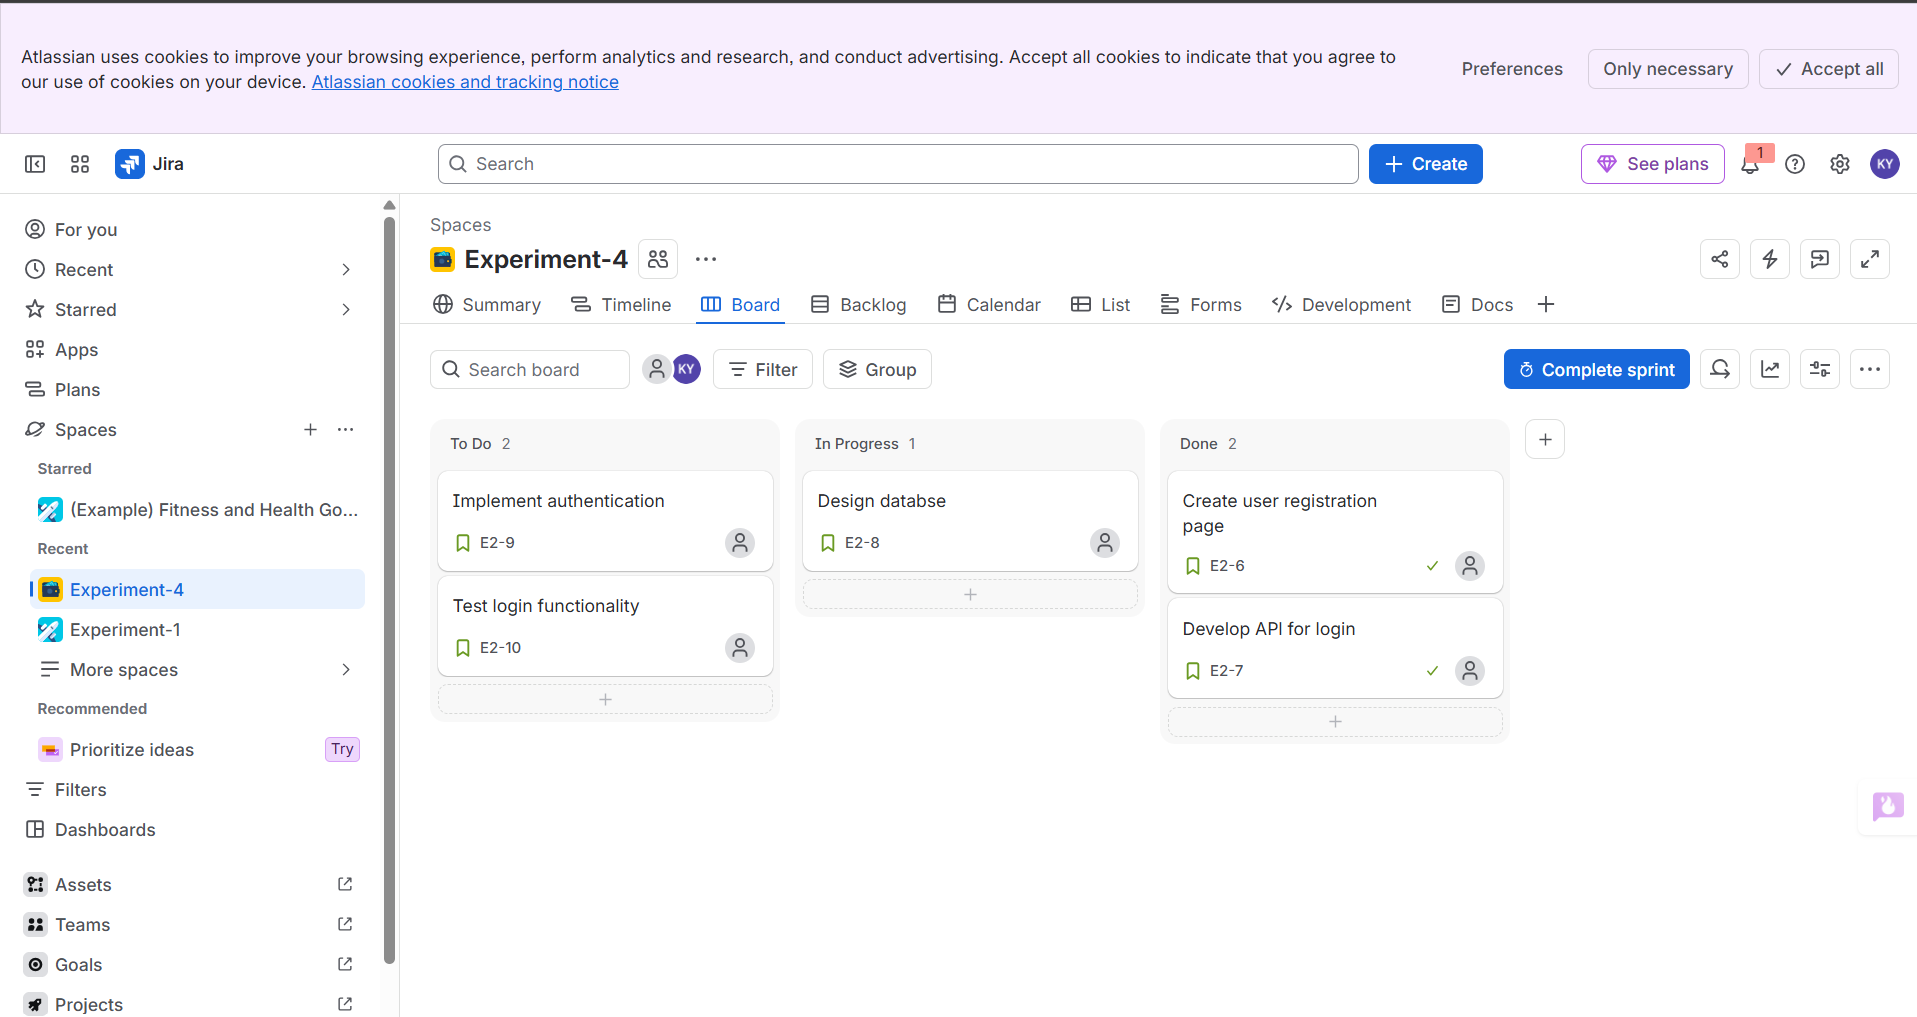 Atlassian uses cookies to improve your browsing experience, perform analytics and research, and conduct advertising. Accept all cookies to indicate that you agree to
our use of cookies on your device. Atlassian cookies and tracking notice
Preferences
Only necessary
Accept all
Jira
Search
Create
See plans
1
KY
For you
Recent
Starred
Apps
Plans
Spaces
Starred
(Example) Fitness and Health Go...
Recent
Experiment-4
Experiment-1
More spaces
Recommended
Prioritize ideas
Try
Filters
Dashboards
Assets
Teams
Goals
Projects
Spaces
Experiment-4
Summary
Timeline
Board
Backlog
Calendar
List
Forms
Development
Docs
Search board
KY
Filter
Group
Complete sprint
To Do 2
Implement authentication
E2-9
Test login functionality
E2-10
In Progress 1
Design databse
E2-8
Done 2
Create user registration
page
E2-6
Develop API for login
E2-7